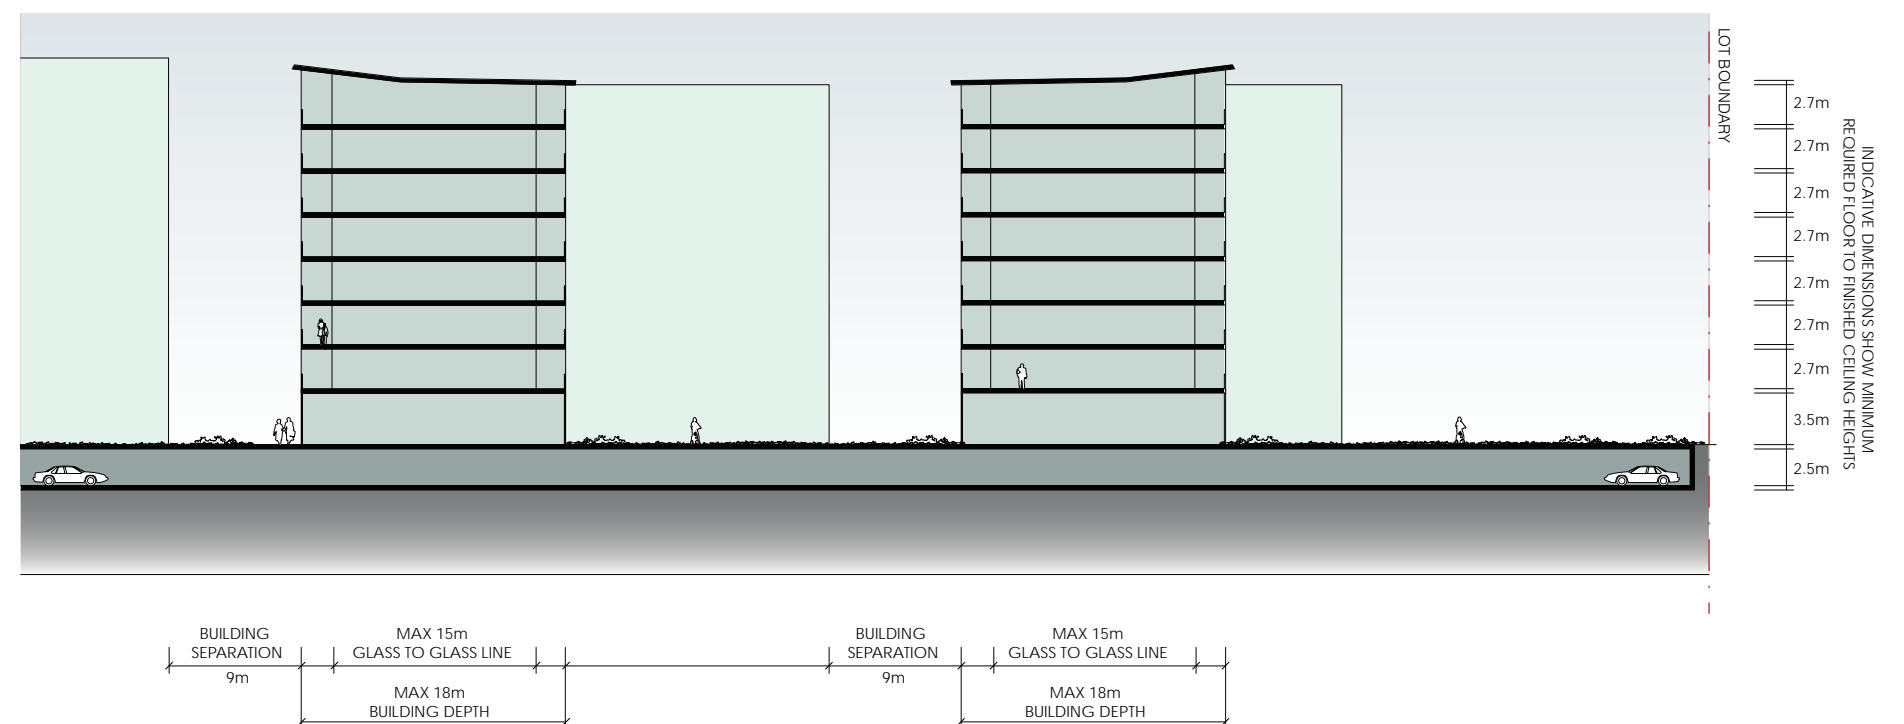 LOT BOUNDARY
2.7m
2.7m
2.7m
2.7m
2.7m
2.7m
2.7m
3.5m
2.5m
INDICATIVE DIMENSIONS SHOW MINIMUM
REQUIRED FLOOR TO FINISHED CEILING HEIGHTS
BUILDING
SEPARATION
9m
MAX 15m
GLASS TO GLASS LINE
MAX 18m
BUILDING DEPTH
BUILDING
SEPARATION
9m
MAX 15m
GLASS TO GLASS LINE
MAX 18m
BUILDING DEPTH